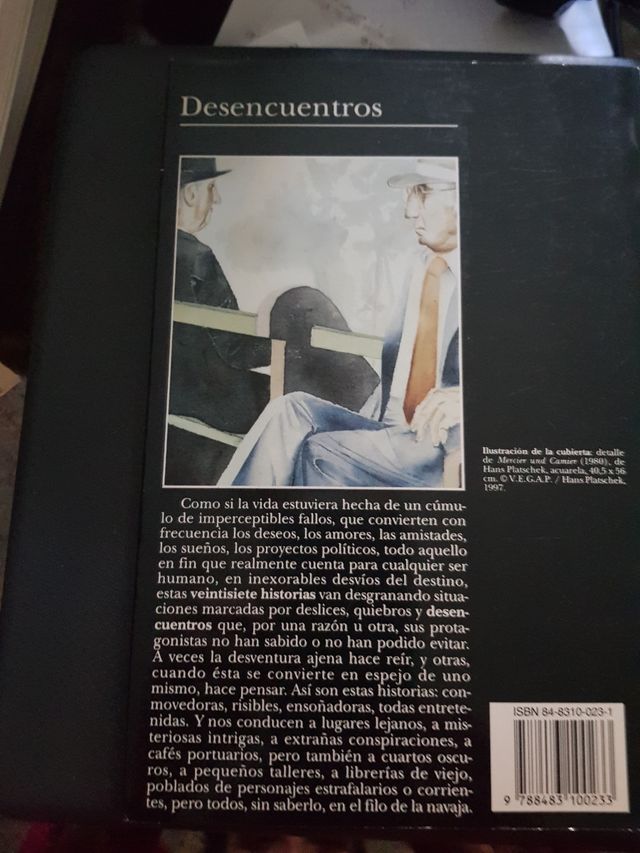 Desencuentros
Ilustración de la cubierta: detalle
de Mercier und Camier (1980), de
Hans Platschek, acuarela, 40,5 x 56
cm. © V.E.G.A.P. / Hans Platschek,
1997.
Como si la vida estuviera hecha de un cúmu-
lo de imperceptibles fallos, que convierten con
frecuencia los deseos, los amores, las amistades,
los sueños, los proyectos políticos, todo aquello
en fin que realmente cuenta para cualquier ser
humano, en inexorables desvíos del destino,
estas veintisiete historias van desgranando situa-
ciones marcadas por deslices, quiebros y desen-
cuentros que, por una razón u otra, sus prota-
gonistas no han sabido o no han podido evitar.
A veces la desventura ajena hace reír, y otras,
cuando ésta se convierte en espejo de uno
mismo, hace pensar. Así son estas historias: con-
movedoras, risibles, ensoñadoras, todas entrete-
nidas. Y nos conducen a lugares lejanos, a mis-
teriosas intrigas, a extrañas conspiraciones, a
cafés portuarios, pero también a cuartos oscu-
ros, a pequeños talleres, a librerías de viejo,
poblados de personajes estrafalarios o corrien-
tes, pero todos, sin saberlo, en el filo de la navaja.
ISBN 84-8310-023-1
9 788483 100233